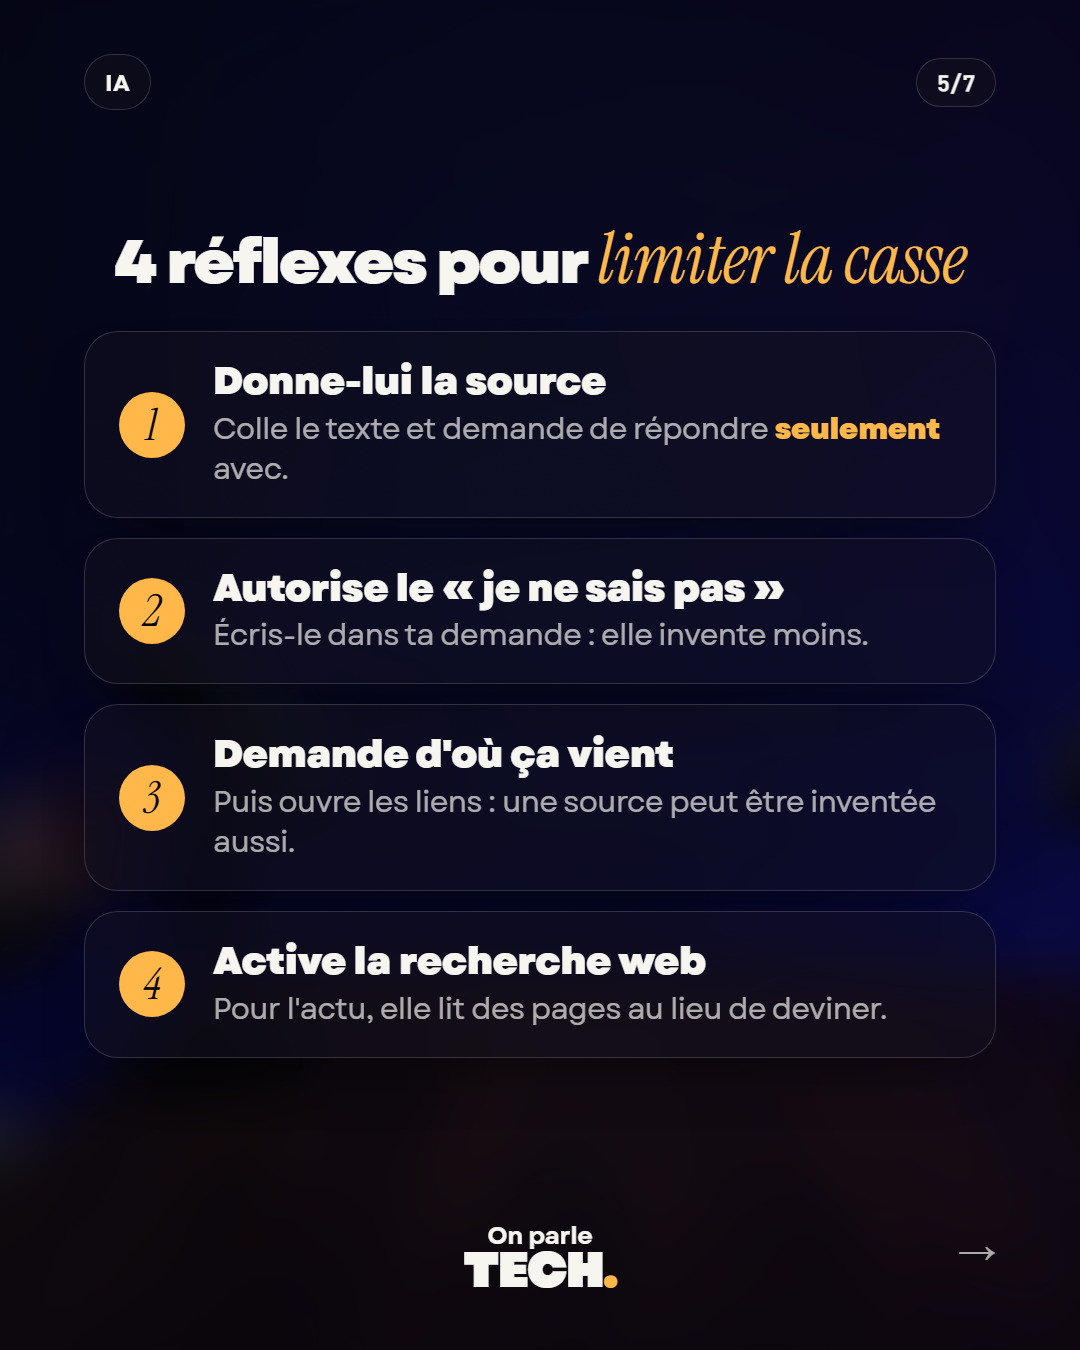 IA
5/7
4 réflexes pour limiter la casse
1
Donne-lui la source
Colle le texte et demande de répondre seulement
avec.
2
Autorise le « je ne sais pas »
Écris-le dans ta demande : elle invente moins.
3
Demande d'où ça vient
Puis ouvre les liens : une source peut être inventée
aussi.
4
Active la recherche web
Pour l'actu, elle lit des pages au lieu de deviner.
On parle
TECH.
→